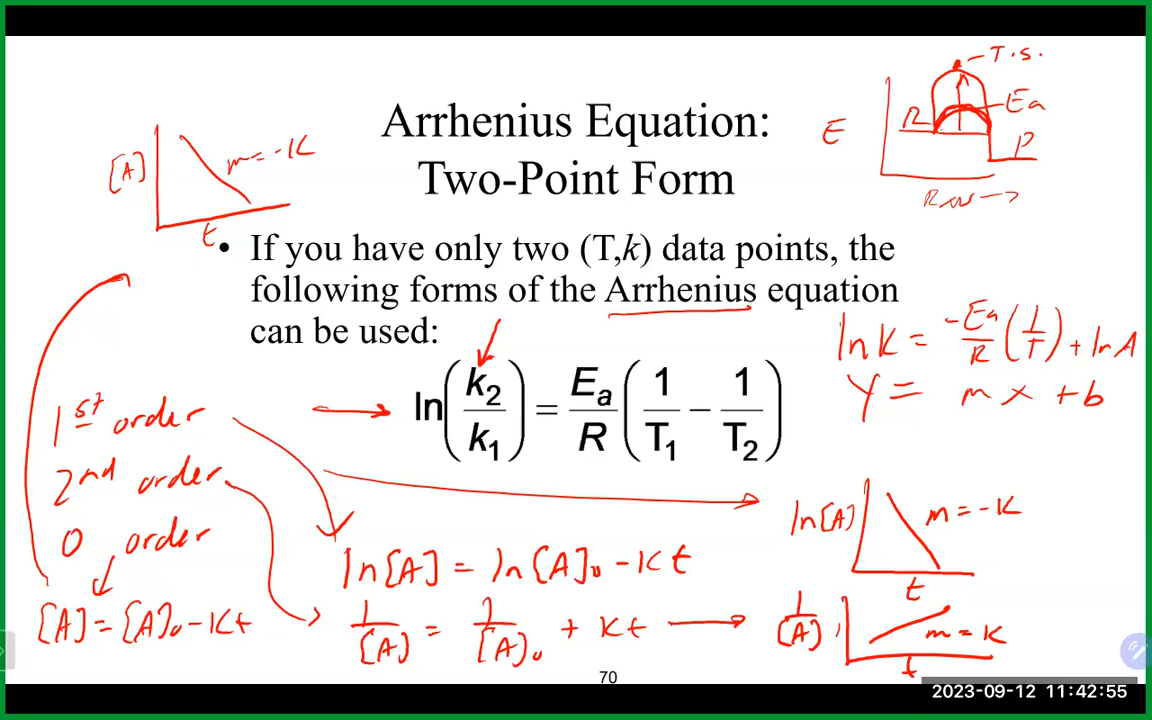 Arrhenius Equation:
Two-Point Form
T.S.
Ea
E
R
P
Rxn →
[A]
m = -K
t
• If you have only two (T,k) data points, the
following forms of the Arrhenius equation
can be used:
ln K = -Ea/R (1/T) + ln A
Y = m x + b
ln(k₂/k₁) = Eₐ/R (1/T₁ − 1/T₂)
1st order
2nd order
0 order
[A] = [A]₀ - Kt
ln[A] = ln[A]₀ - Kt
1/[A] = 1/[A]₀ + Kt
ln[A]
m = -K
t
1/[A]
m = K
t
70
2023-09-12 11:42:55